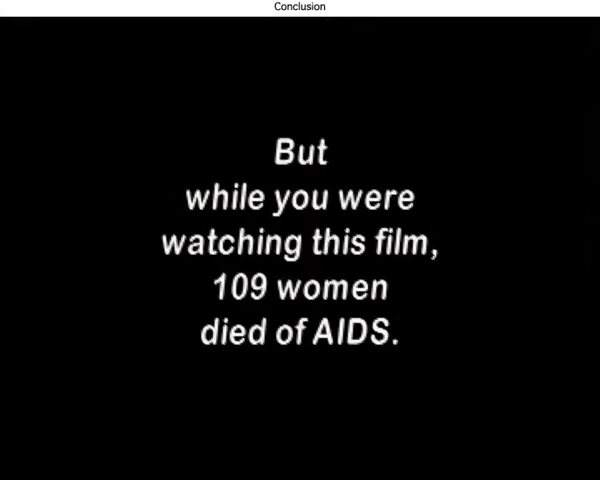 Conclusion
But
while you were
watching this film,
109 women
died of AIDS.